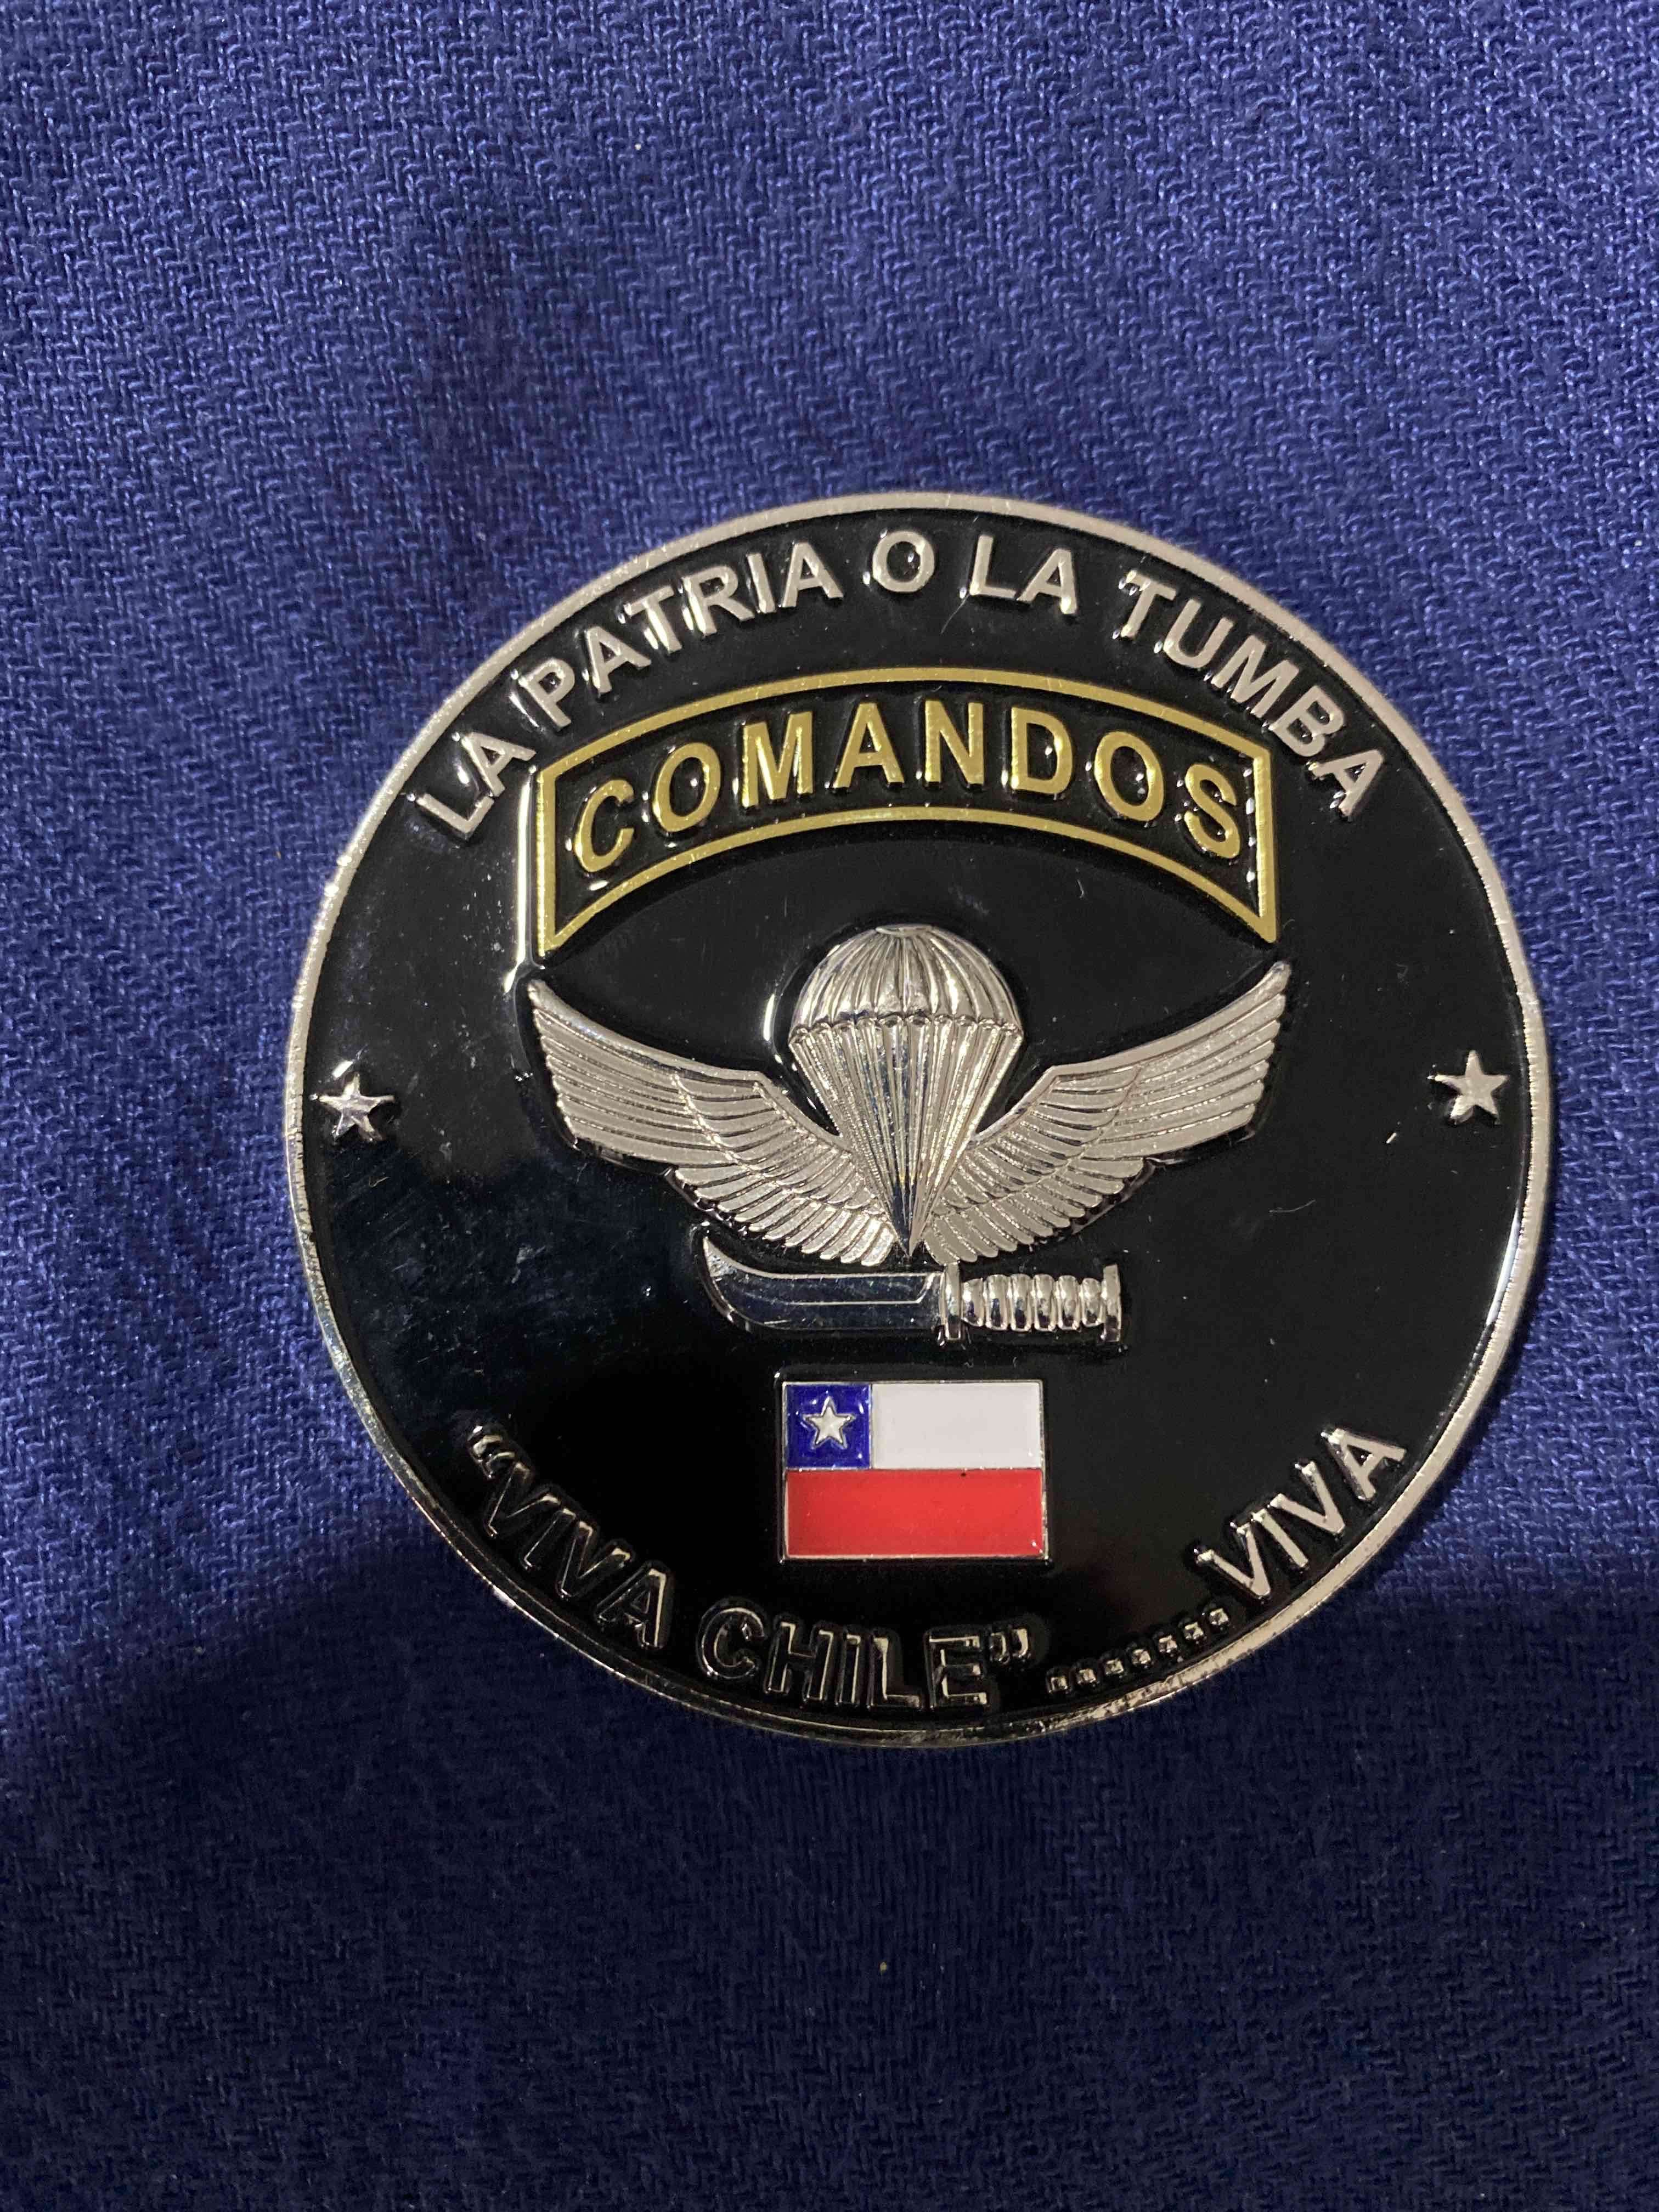 LA PATRIA O LA TUMBA
COMANDOS
“VIVA CHILE”........VIVA